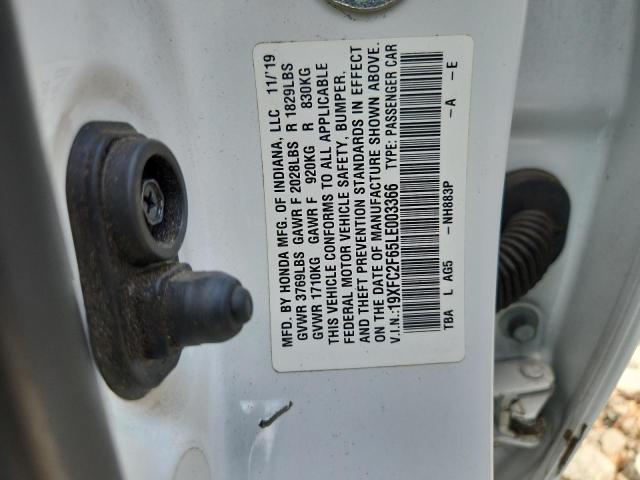 MFD. BY HONDA MFG. OF INDIANA, LLC 11/'19
GVWR 3769LBS GAWR F 2028LBS R 1829LBS
GVWR 1710KG GAWR F 920KG R 830KG
THIS VEHICLE CONFORMS TO ALL APPLICABLE
FEDERAL MOTOR VEHICLE SAFETY, BUMPER,
AND THEFT PREVENTION STANDARDS IN EFFECT
ON THE DATE OF MANUFACTURE SHOWN ABOVE.
V.I.N.:19XFC2F65LE003366 TYPE: PASSENGER CAR
TBA L AG5 -NH883P -A -E